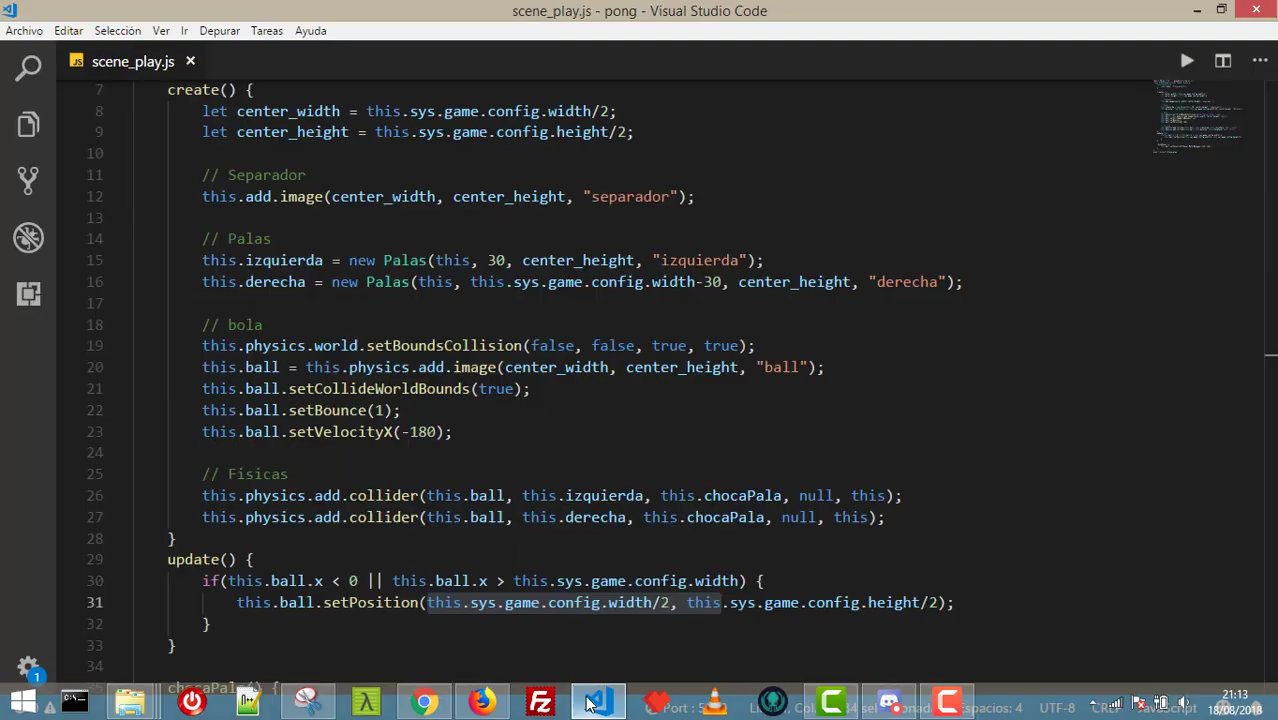 scene_play.js - pong - Visual Studio Code
Archivo Editar Selección Ver Ir Depurar Tareas Ayuda
JS scene_play.js
7 create() {
8 let center_width = this.sys.game.config.width/2;
9 let center_height = this.sys.game.config.height/2;
10
11 // Separador
12 this.add.image(center_width, center_height, "separador");
13
14 // Palas
15 this.izquierda = new Palas(this, 30, center_height, "izquierda");
16 this.derecha = new Palas(this, this.sys.game.config.width-30, center_height, "derecha");
17
18 // bola
19 this.physics.world.setBoundsCollision(false, false, true, true);
20 this.ball = this.physics.add.image(center_width, center_height, "ball");
21 this.ball.setCollideWorldBounds(true);
22 this.ball.setBounce(1);
23 this.ball.setVelocityX(-180);
24
25 // Fisicas
26 this.physics.add.collider(this.ball, this.izquierda, this.chocaPala, null, this);
27 this.physics.add.collider(this.ball, this.derecha, this.chocaPala, null, this);
28 }
29 update() {
30 if(this.ball.x < 0 || this.ball.x > this.sys.game.config.width) {
31 this.ball.setPosition(this.sys.game.config.width/2, this.sys.game.config.height/2);
32 }
33 }
34
chocaPala() {
1
Fz
21:13
Espacios: 4 UTF-8 CRLF JavaScript
18/08/2018